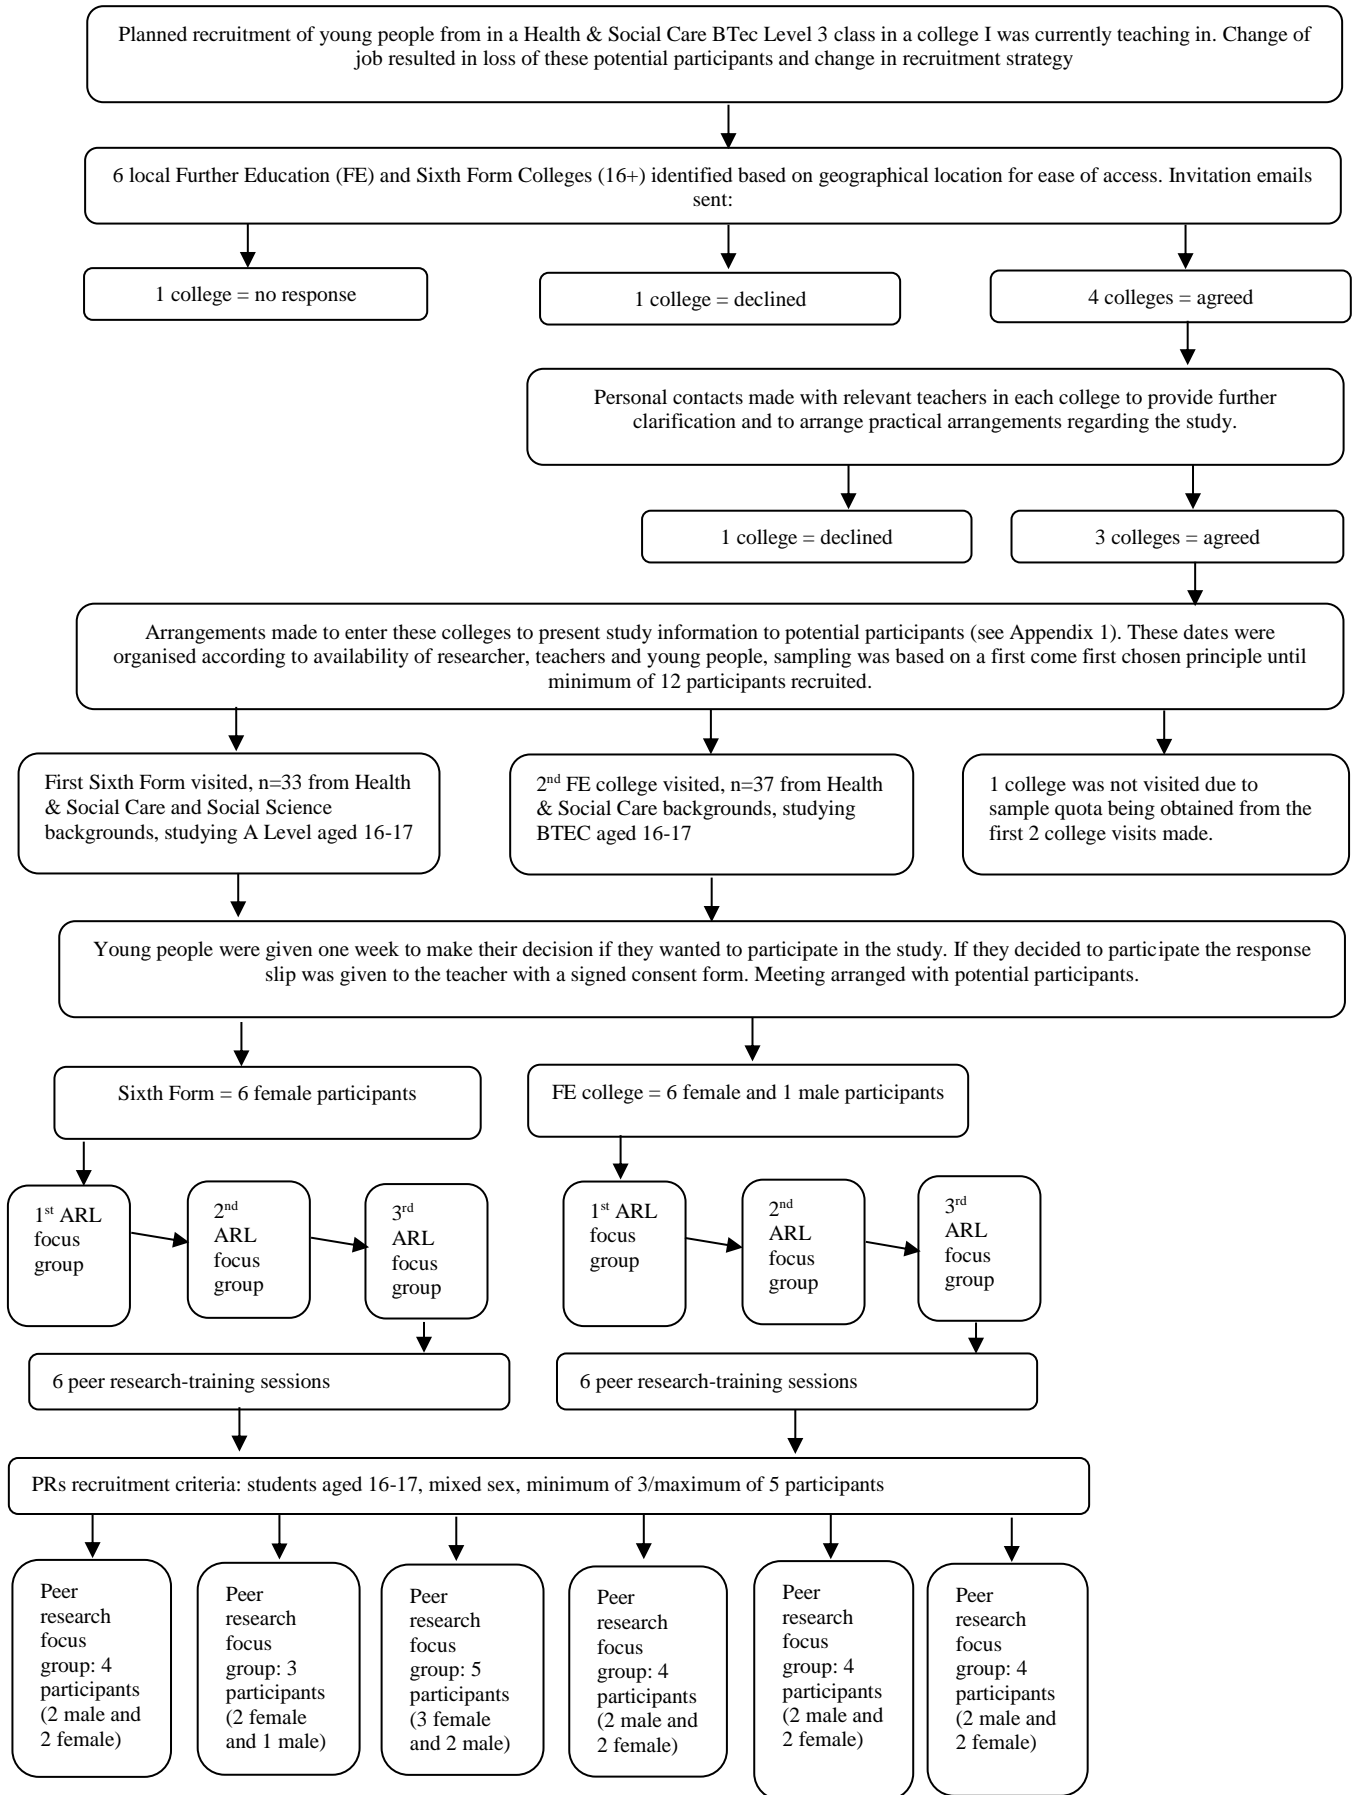 Planned recruitment of young people from in a Health & Social Care BTec Level 3 class in a college I was currently teaching in. Change of
job resulted in loss of these potential participants and change in recruitment strategy
6 local Further Education (FE) and Sixth Form Colleges (16+) identified based on geographical location for ease of access. Invitation emails
sent:
1 college = no response
1 college = declined
4 colleges = agreed
Personal contacts made with relevant teachers in each college to provide further
clarification and to arrange practical arrangements regarding the study.
1 college = declined
3 colleges = agreed
Arrangements made to enter these colleges to present study information to potential participants (see Appendix 1). These dates were
organised according to availability of researcher, teachers and young people, sampling was based on a first come first chosen principle until
minimum of 12 participants recruited.
First Sixth Form visited, n=33 from Health
& Social Care and Social Science
backgrounds, studying A Level aged 16-17
2nd FE college visited, n=37 from Health
& Social Care backgrounds, studying
BTEC aged 16-17
1 college was not visited due to
sample quota being obtained from the
first 2 college visits made.
Young people were given one week to make their decision if they wanted to participate in the study. If they decided to participate the response
slip was given to the teacher with a signed consent form. Meeting arranged with potential participants.
Sixth Form = 6 female participants
FE college = 6 female and 1 male participants
1st ARL
focus
group
2nd
ARL
focus
group
3rd
ARL
focus
group
1st ARL
focus
group
2nd
ARL
focus
group
3rd
ARL
focus
group
6 peer research-training sessions
6 peer research-training sessions
PRs recruitment criteria: students aged 16-17, mixed sex, minimum of 3/maximum of 5 participants
Peer
research
focus
group: 4
participants
(2 male and
2 female)
Peer
research
focus
group: 3
participants
(2 female
and 1 male)
Peer
research
focus
group: 5
participants
(3 female
and 2 male)
Peer
research
focus
group: 4
participants
(2 male and
2 female)
Peer
research
focus
group: 4
participants
(2 male and
2 female)
Peer
research
focus
group: 4
participants
(2 male and
2 female)